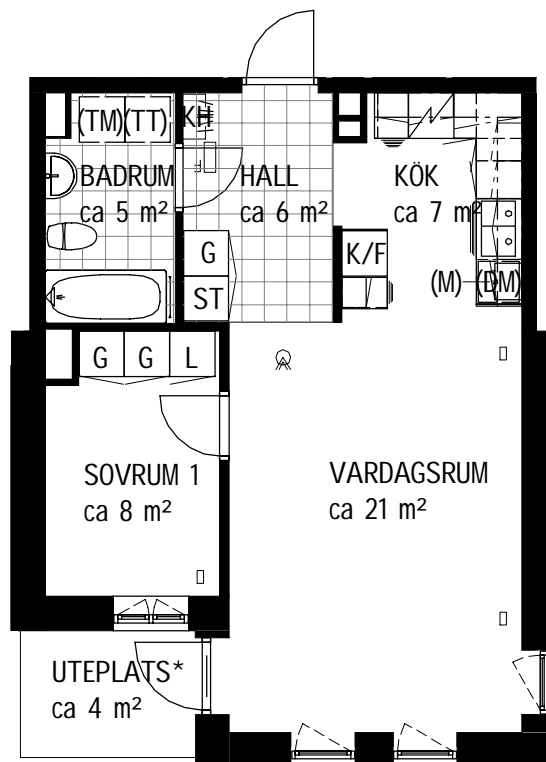 (TM)
(TT)
KH
BADRUM
ca 5 m²
HALL
ca 6 m²
KÖK
ca 7 m²
G
ST
K/F
(M)
(DM)
G
G
L
SOVRUM 1
ca 8 m²
VARDAGSRUM
ca 21 m²
UTEPLATS*
ca 4 m²